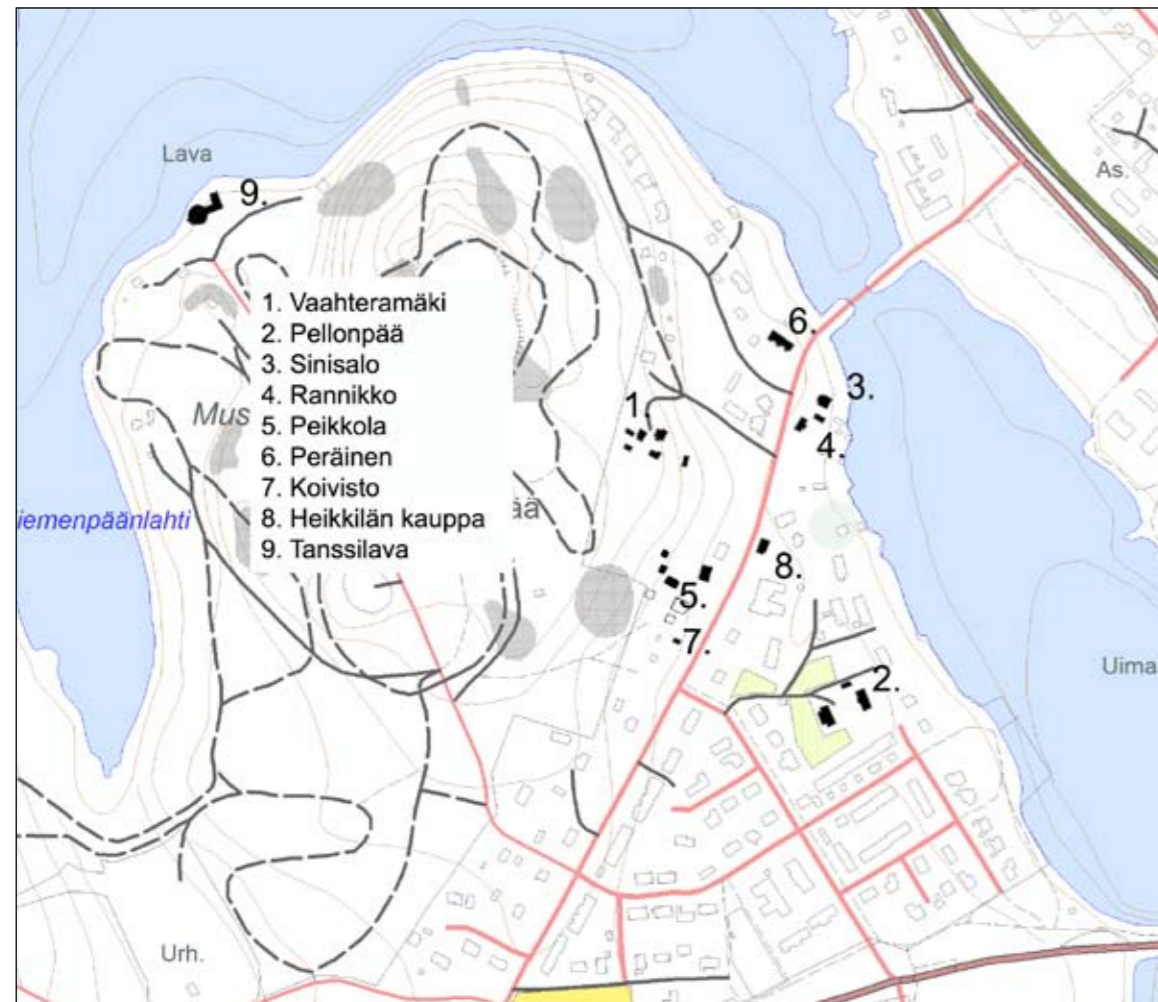 Lava
9.
As.
1. Vaahteramäki
2. Pellonpää
3. Sinisalo
4. Rannikko
5. Peikkola
6. Peräinen
7. Koivisto
8. Heikkilän kauppa
9. Tanssilava
6.
3.
1.
Mus
4.
ää
iemenpäänlahti
8.
5.
7.
Uima
2.
Urh.